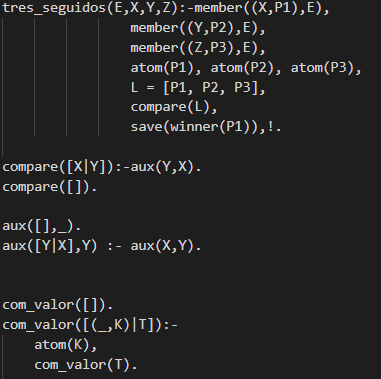 tres_seguidos(E,X,Y,Z):-member((X,P1),E),
member((Y,P2),E),
member((Z,P3),E),
atom(P1), atom(P2), atom(P3),
L = [P1, P2, P3],
compare(L),
save(winner(P1)),!.
compare([X|Y]):-aux(Y,X).
compare([]).
aux([],_).
aux([Y|X],Y) :- aux(X,Y).
com_valor([]).
com_valor([(_,K)|T]):-
atom(K),
com_valor(T).